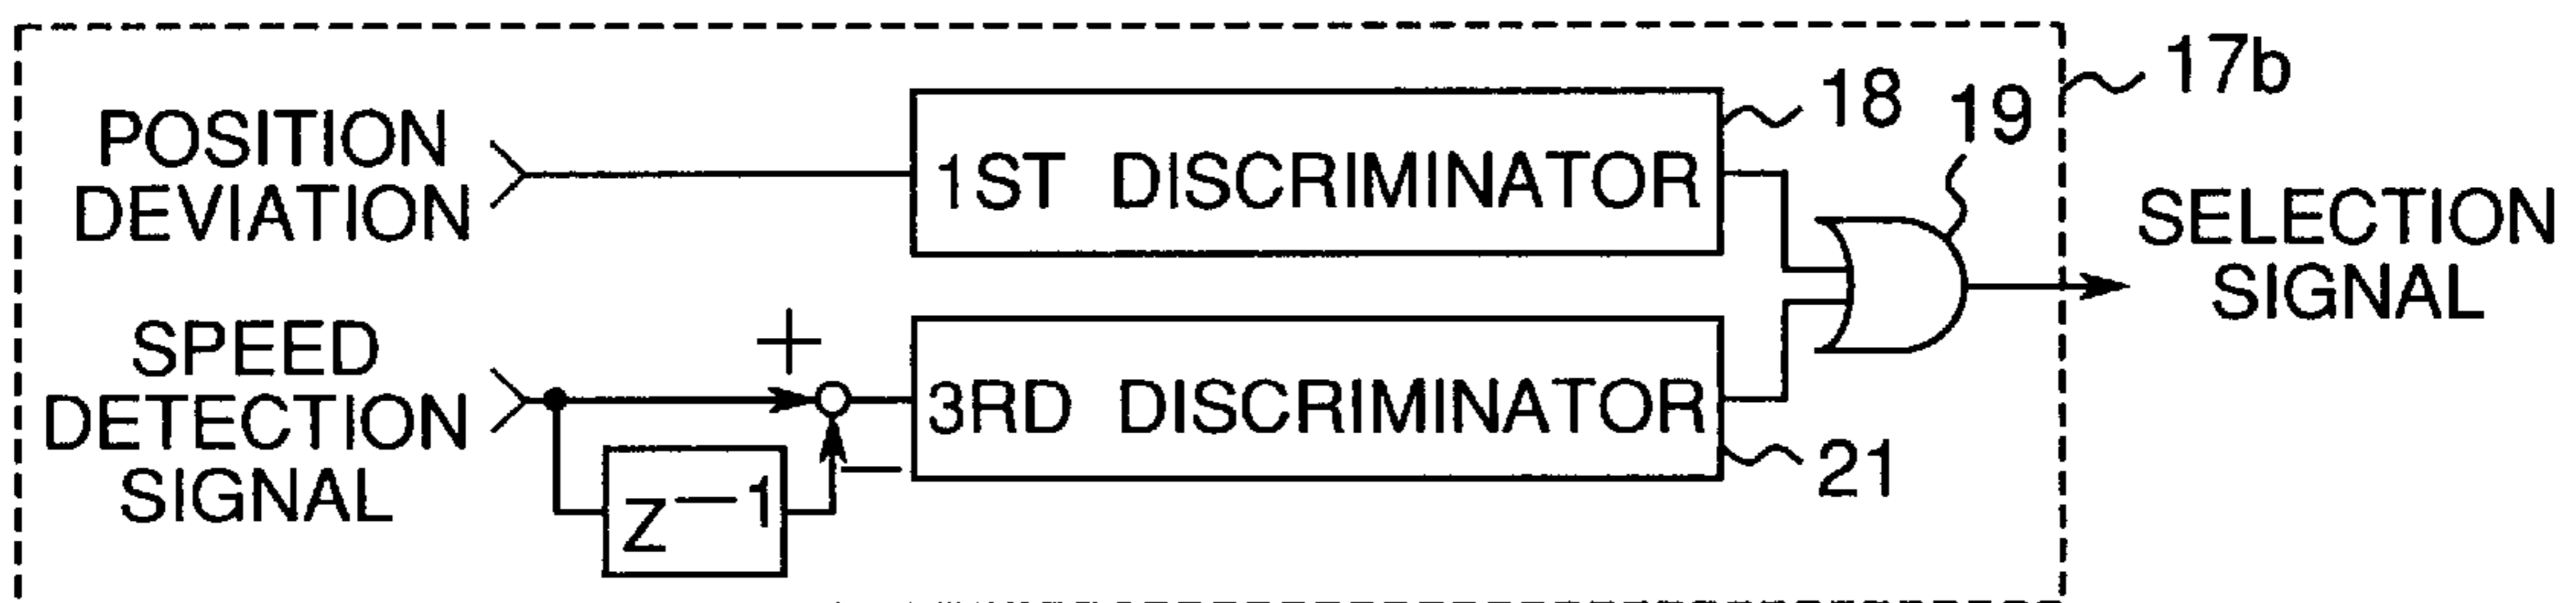 17b
18
19
POSITION
DEVIATION
1ST DISCRIMINATOR
SELECTION
SIGNAL
+
SPEED
DETECTION
SIGNAL
3RD DISCRIMINATOR
—
21
Z—1